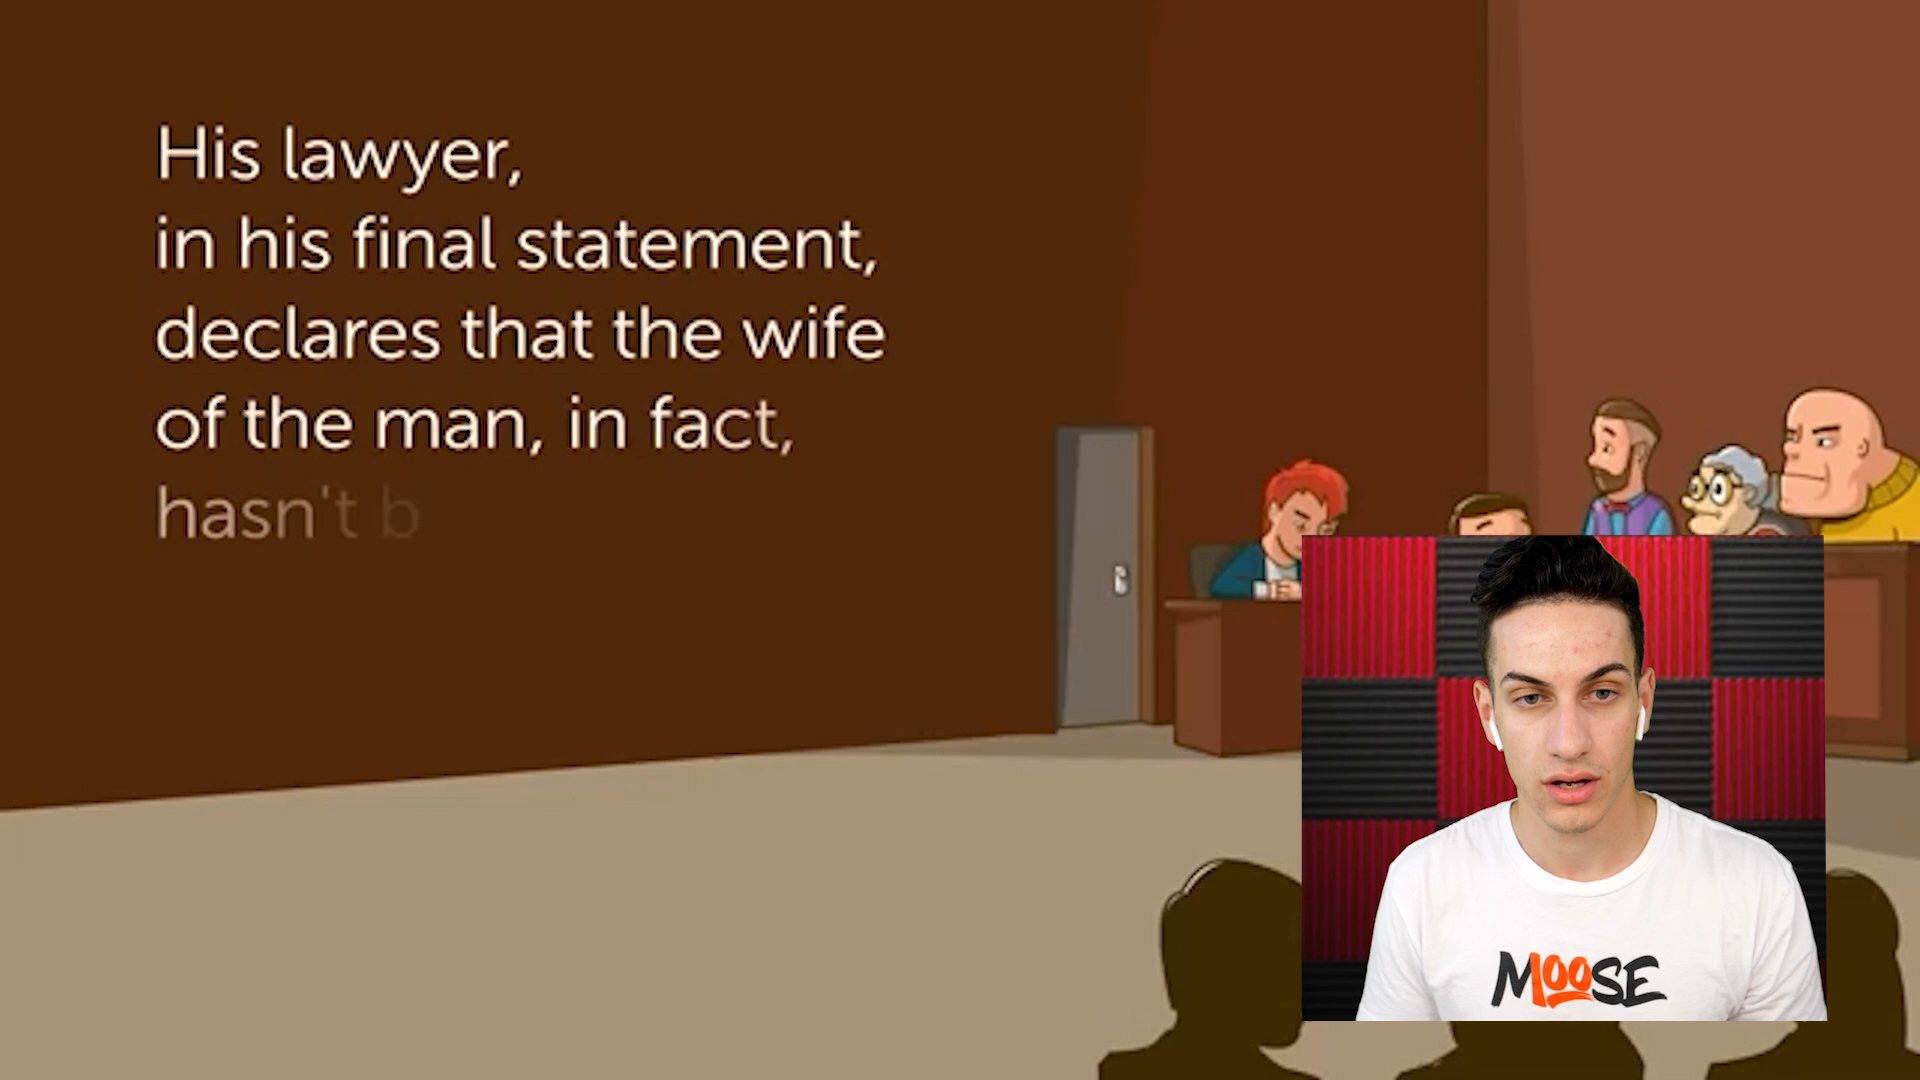 His lawyer,
in his final statement,
declares that the wife
of the man, in fact,
hasn't b
MOOSE